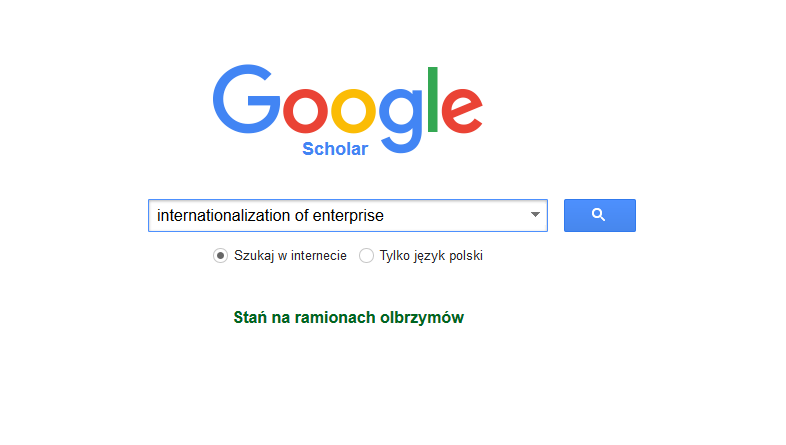 Google
Scholar
internationalization of enterprise
Szukaj w internecie Tylko język polski
Stań na ramionach olbrzymów